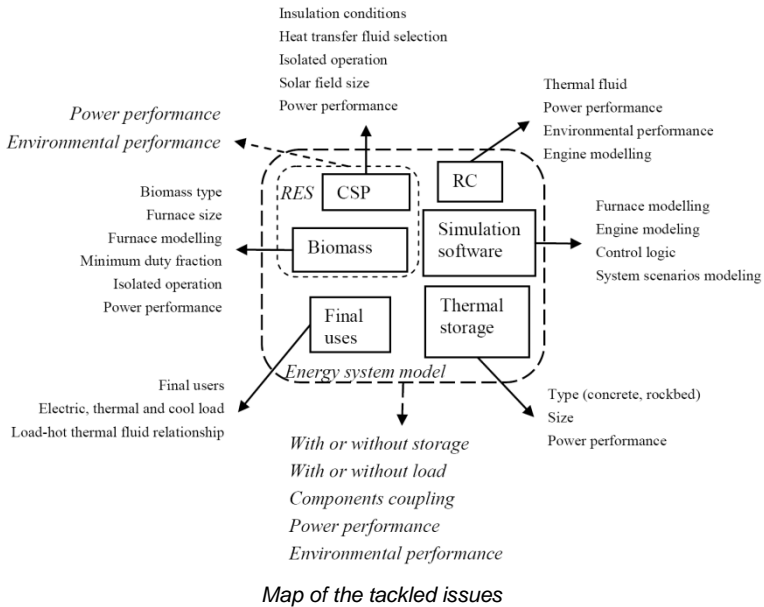 Insulation conditions
Heat transfer fluid selection
Isolated operation
Solar field size
Power performance
Power performance
Environmental performance
Thermal fluid
Power performance
Environmental performance
Engine modelling
RES
CSP
RC
Biomass
Simulation
software
Final
uses
Thermal
storage
Energy system model
Biomass type
Furnace size
Furnace modelling
Minimum duty fraction
Isolated operation
Power performance
Furnace modelling
Engine modeling
Control logic
System scenarios modeling
Final users
Electric, thermal and cool load
Load-hot thermal fluid relationship
Type (concrete, rockbed)
Size
Power performance
With or without storage
With or without load
Components coupling
Power performance
Environmental performance
Map of the tackled issues